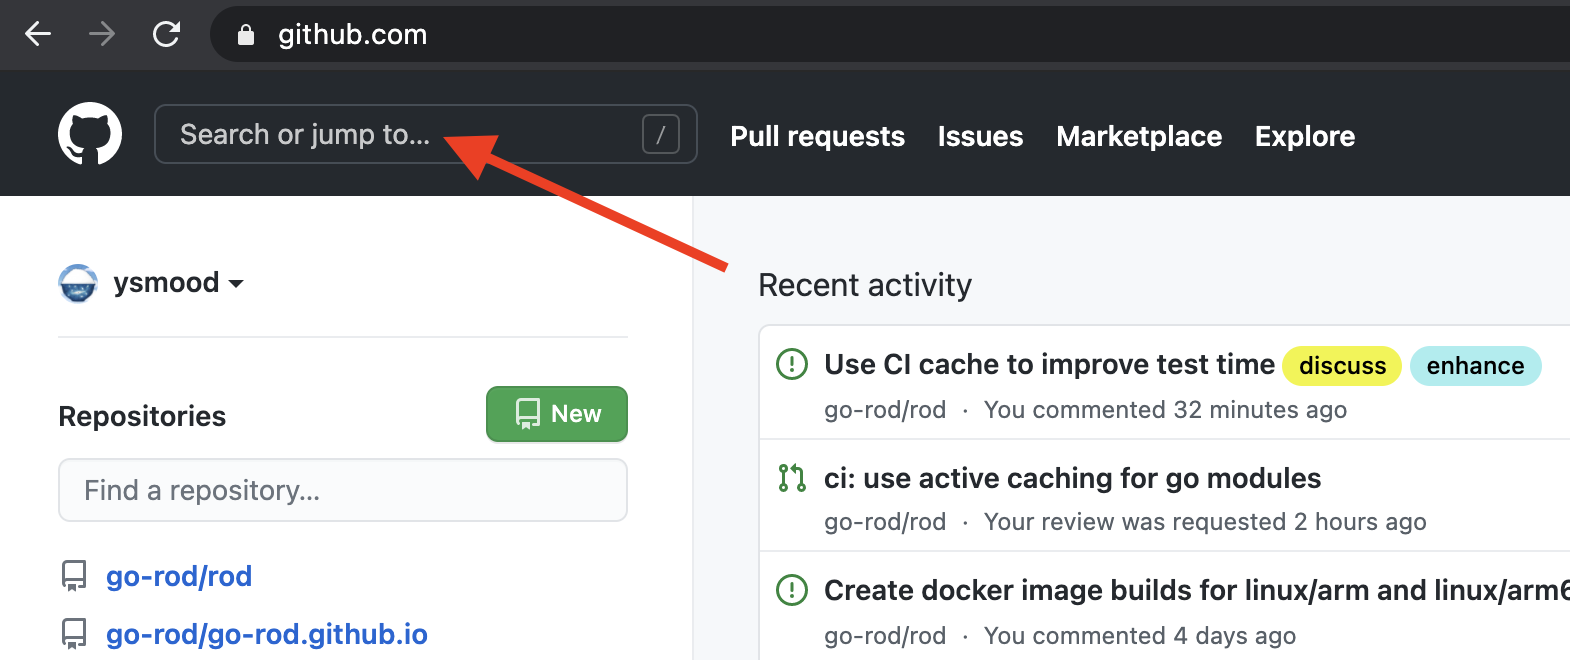 github.com
Search or jump to... /
Pull requests Issues Marketplace Explore
ysmood
Repositories
New
Find a repository...
go-rod/rod
go-rod/go-rod.github.io
Recent activity
Use CI cache to improve test time discuss enhance
go-rod/rod · You commented 32 minutes ago
ci: use active caching for go modules
go-rod/rod · Your review was requested 2 hours ago
Create docker image builds for linux/arm and linux/arm6
go-rod/rod · You commented 4 days ago